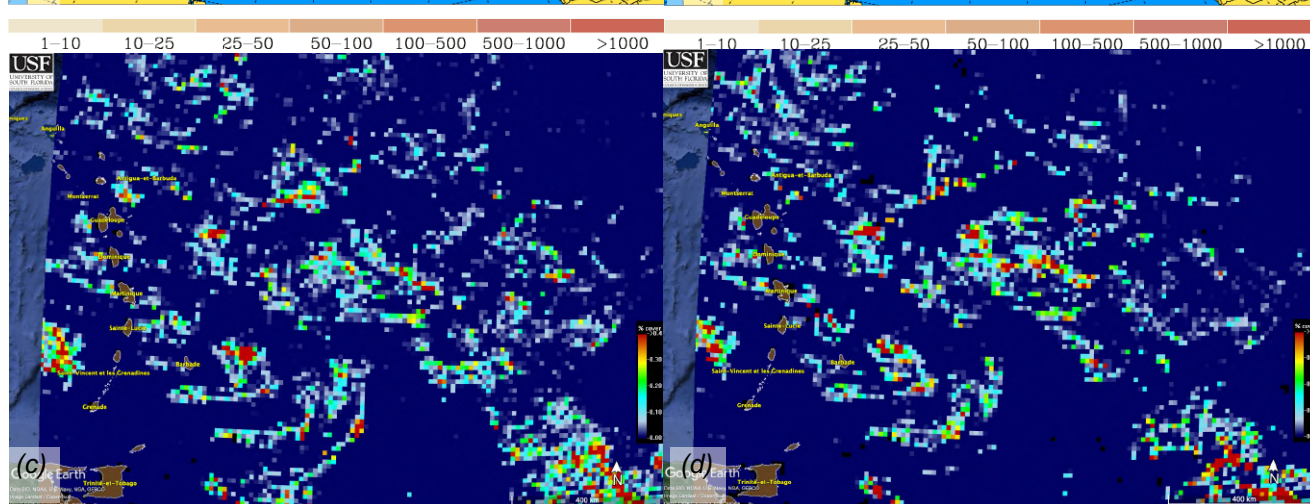 1−10 10−25 25−50 50−100 100−500 500−1000 >1000
1−10 10−25 25−50 50−100 100−500 500−1000 >1000
USF
UNIVERSITY OF
SOUTH FLORIDA
Anguilla
Antigua-et-Barbuda
Montserrat
Guadeloupe
Dominique
Martinique
Sainte-Lucie
Barbade
Saint-Vincent et les Grenadines
Grenade
Trinité-et-Tobago
% cover
(c)
Google Earth
N
400 km
USF
UNIVERSITY OF
SOUTH FLORIDA
Anguilla
Antigua-et-Barbuda
Montserrat
Guadeloupe
Dominique
Martinique
Sainte-Lucie
Barbade
Saint-Vincent et les Grenadines
Grenade
Trinité-et-Tobago
% cover
(d)
Google Earth
N
400 km